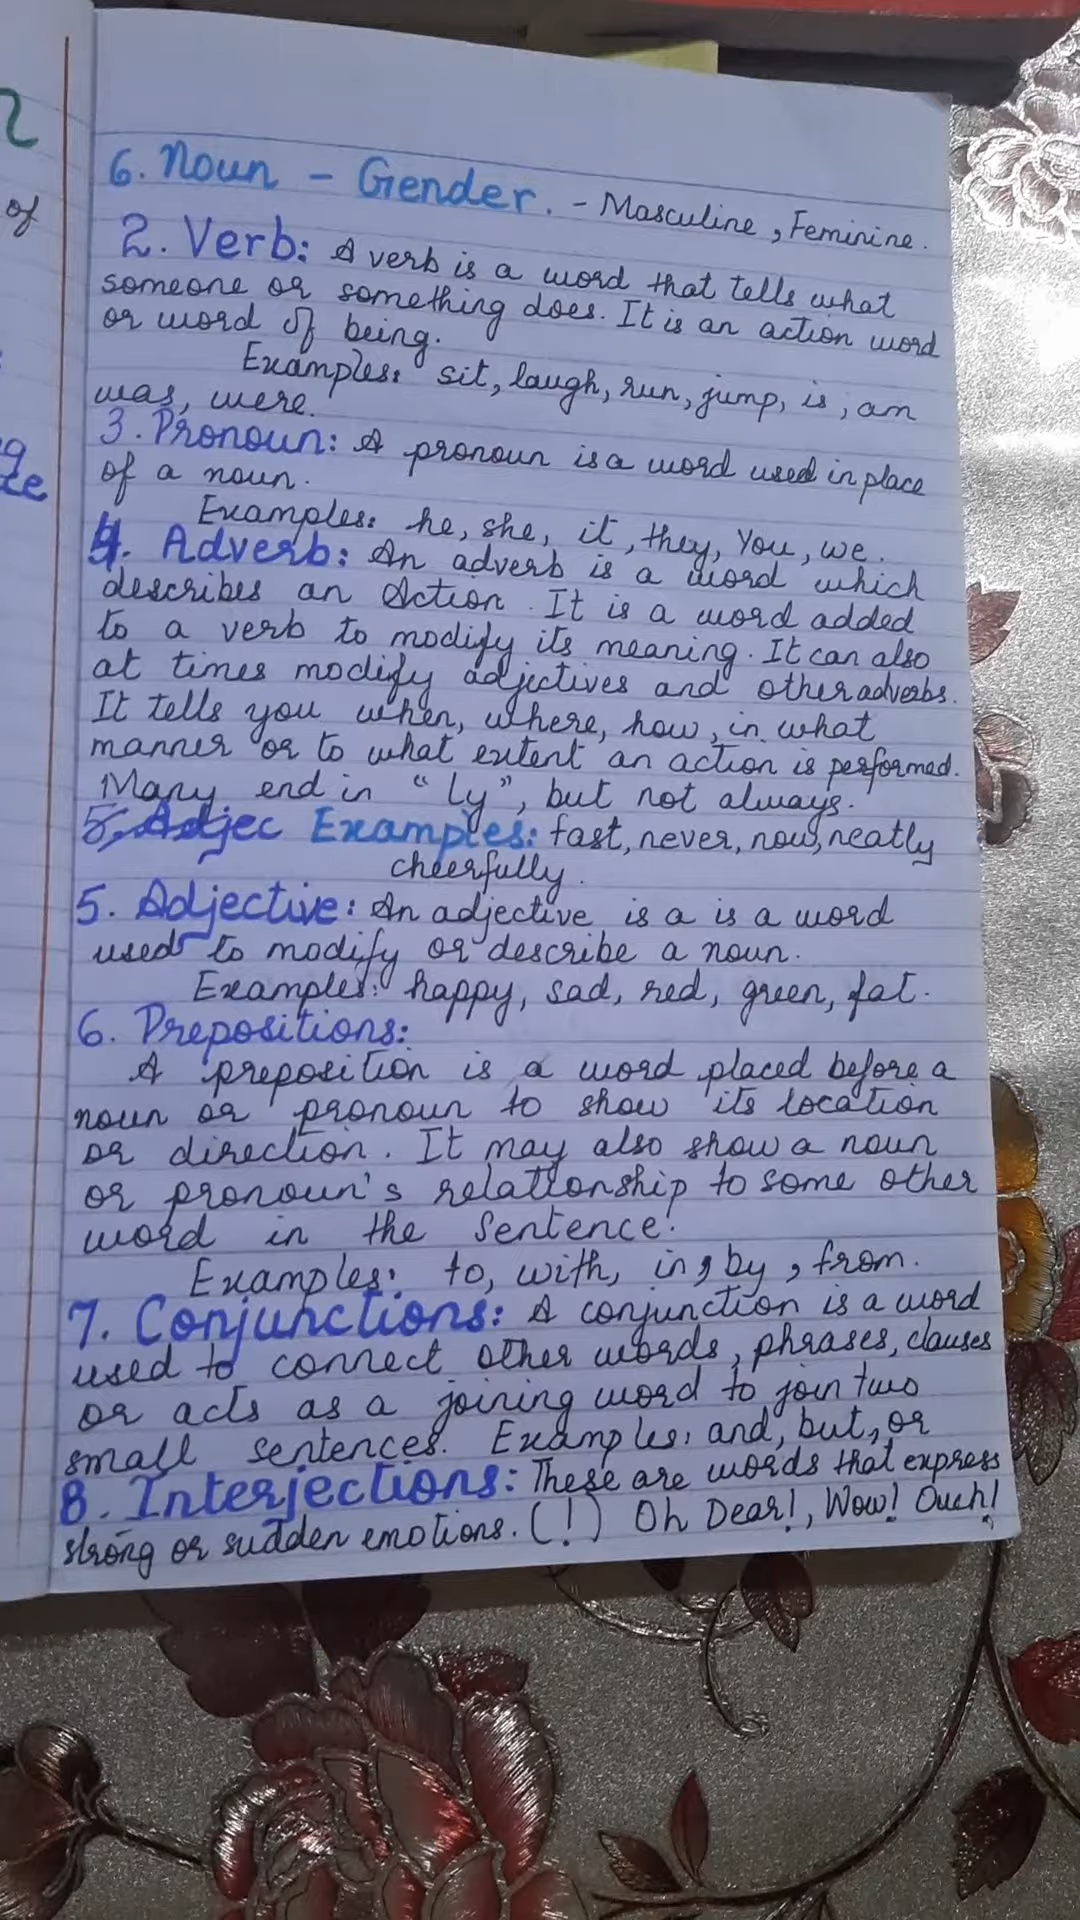 2
of
g
te
6. Noun - Gender. - Masculine, Feminine.
2. Verb: A verb is a word that tells what
someone or something does. It is an action word
or word of being.
Examples: sit, laugh, run, jump, is, am
was, were.
3. Pronoun: A pronoun is a word used in place
of a noun.
Examples: he, she, it, they, You, we.
4. Adverb: An adverb is a word which
describes an Action. It is a word added
to a verb to modify its meaning. It can also
at times modify adjectives and other adverbs.
It tells you when, where, how, in what
manner or to what extent an action is performed.
Many end in "ly", but not always.
5. Adjec Examples: fast, never, now, neatly
cheerfully.
5. Adjective: An adjective is a is a word
used to modify or describe a noun.
Examples: happy, sad, red, green, fat.
6. Prepositions:
A preposition is a word placed before a
noun or pronoun to show its location
or direction. It may also show a noun
or pronoun's relationship to some other
word in the Sentence.
Examples: to, with, in, by, from.
7. Conjunctions: A conjunction is a word
used to connect other words, phrases, clauses
or acts as a joining word to join two
small sentences. Examples: and, but, or
8. Interjections: These are words that express
strong or sudden emotions. (!) Oh Dear!, Wow! Ouch!